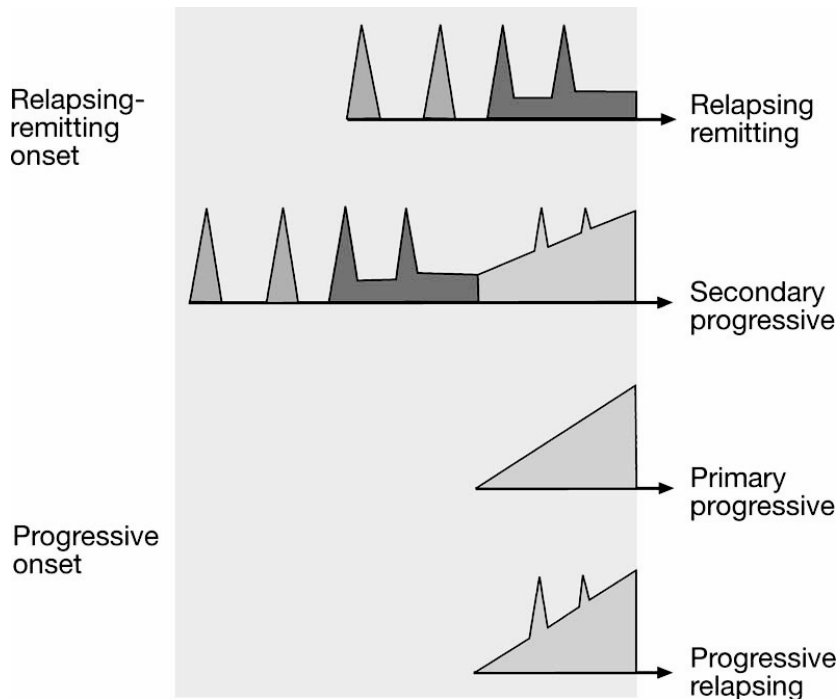 Relapsing-
remitting
onset
Relapsing
remitting
Secondary
progressive
Primary
progressive
Progressive
onset
Progressive
relapsing